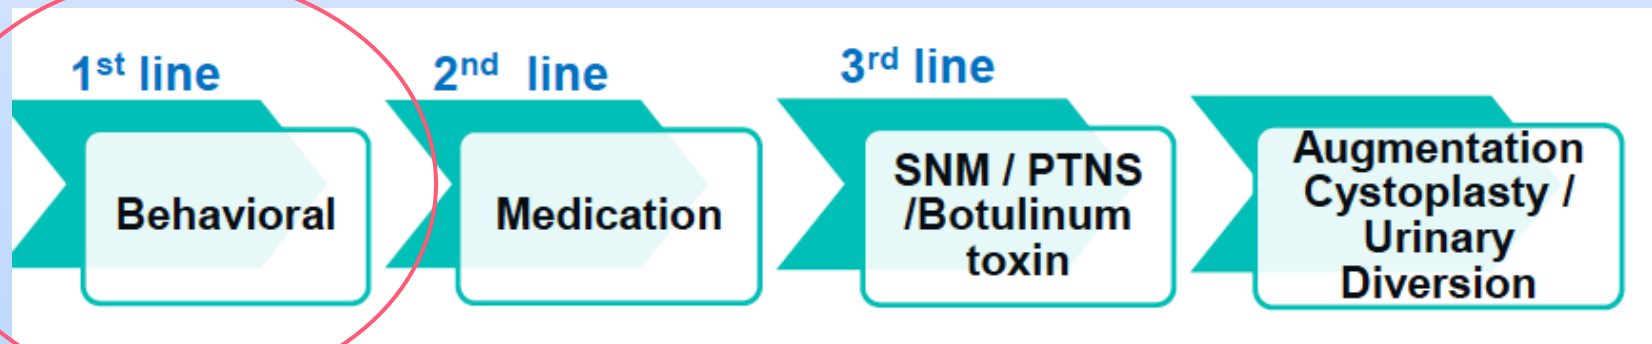 1st line
Behavioral
2nd line
Medication
3rd line
SNM / PTNS
/Botulinum
toxin
Augmentation
Cystoplasty /
Urinary
Diversion